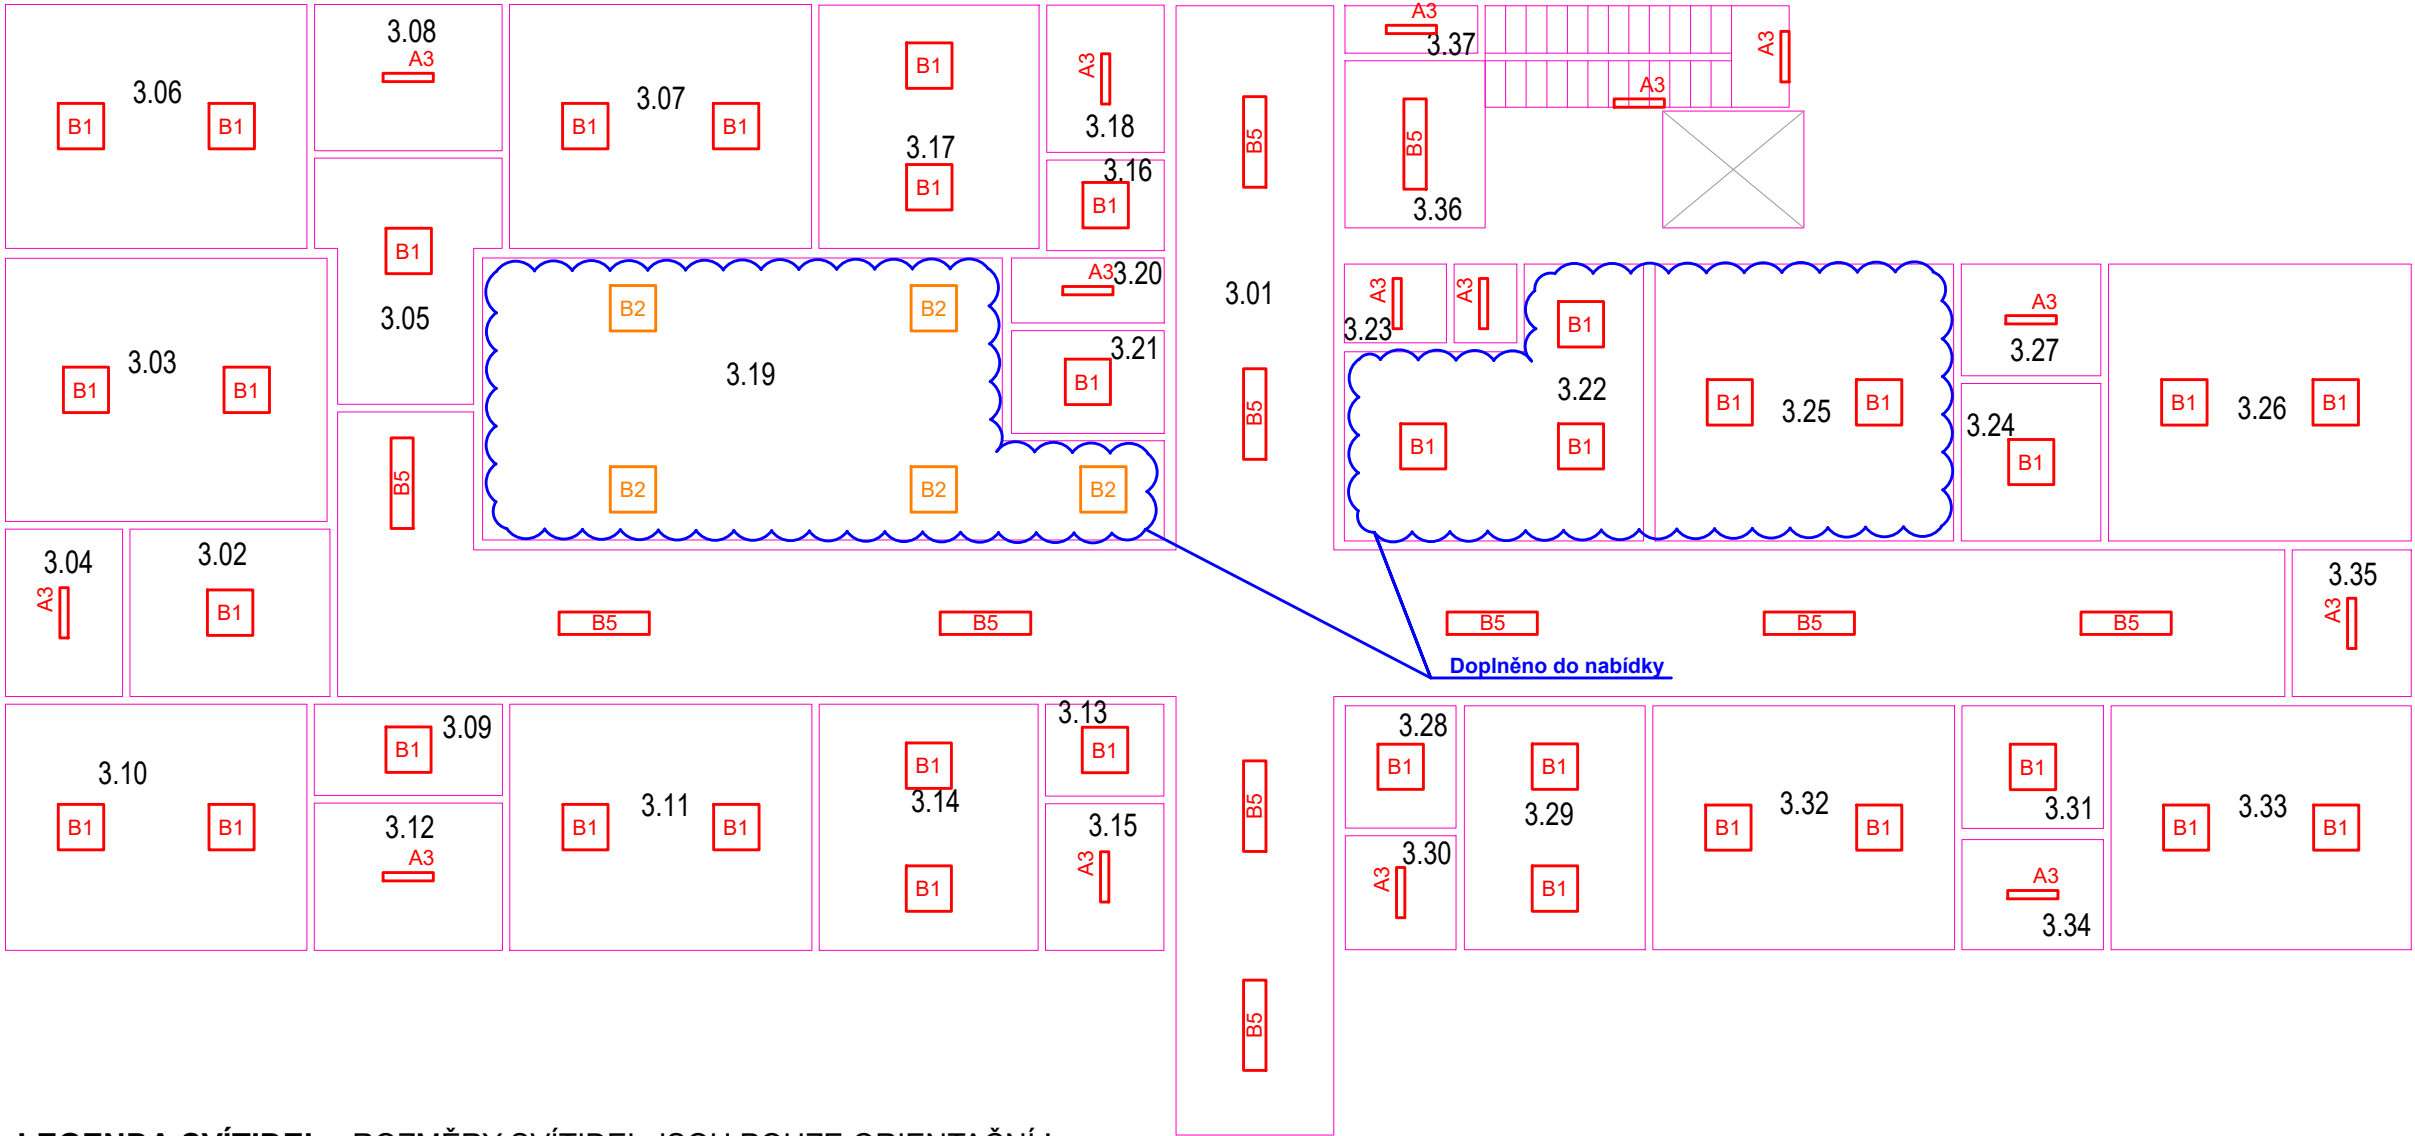 3.08
A3
3.06
B1
B1
3.07
B1
B1
B1
3.17
B1
A3
3.18
3.16
B1
B5
A3
3.37
B5
3.36
A3
A3
B1
3.05
3.03
B1
B1
B2
B2
3.19
B2
B2
B2
A3
3.20
3.21
B1
3.01
B5
A3
3.23
A3
B1
3.22
B1
B1
B1
3.25
B1
A3
3.27
3.24
B1
B1
3.26
B1
B5
3.04
A3
3.02
B1
B5
B5
B5
B5
B5
3.35
A3
Doplněno do nabídky
3.10
B1
B1
3.09
B1
3.12
A3
3.11
B1
B1
B1
3.14
B1
3.13
B1
3.15
A3
B5
3.28
B1
3.30
A3
B1
3.29
B1
3.32
B1
B1
B1
3.31
A3
3.34
3.33
B1
B1
B5
LEGENDA SVÍTIDEL - ROZMĚRY SVÍTIDEL JSOU POUZE ORIENTAČNÍ !